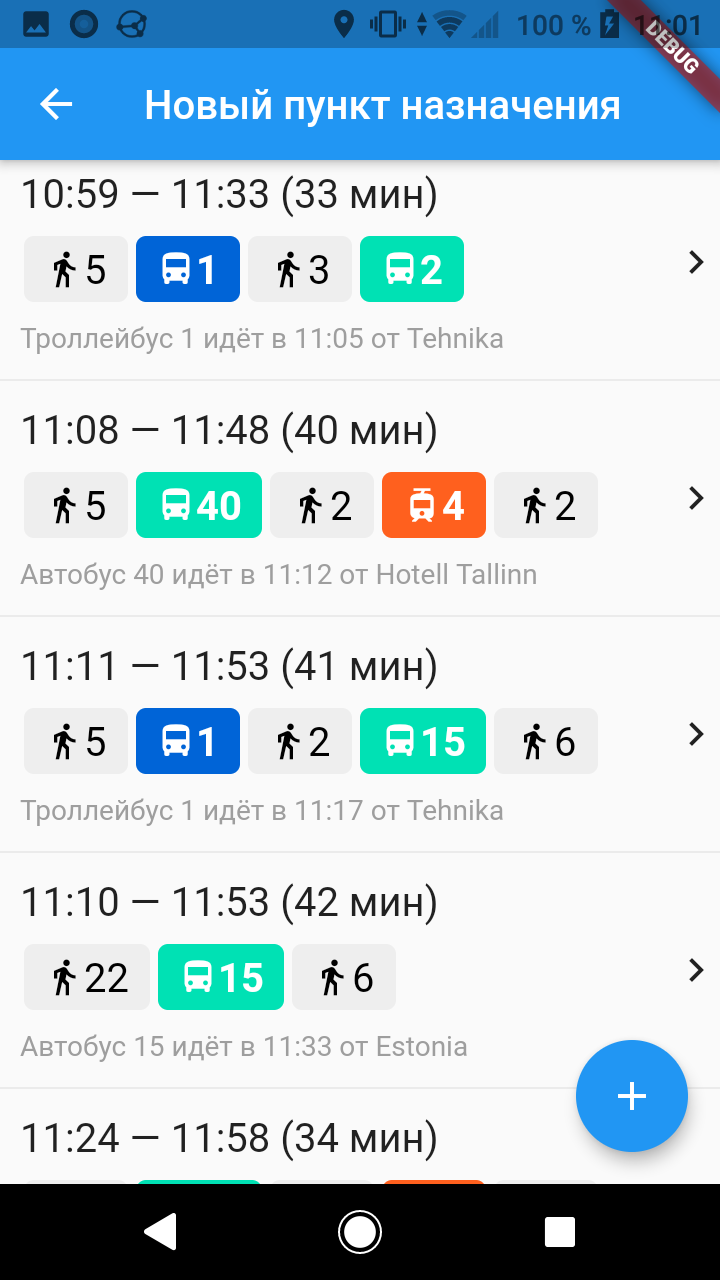 100 % 11:01
DEBUG
Новый пункт назначения
10:59 — 11:33 (33 мин)
5 1 3 2
Троллейбус 1 идёт в 11:05 от Tehnika
11:08 — 11:48 (40 мин)
5 40 2 4 2
Автобус 40 идёт в 11:12 от Hotell Tallinn
11:11 — 11:53 (41 мин)
5 1 2 15 6
Троллейбус 1 идёт в 11:17 от Tehnika
11:10 — 11:53 (42 мин)
22 15 6
Автобус 15 идёт в 11:33 от Estonia
11:24 — 11:58 (34 мин)